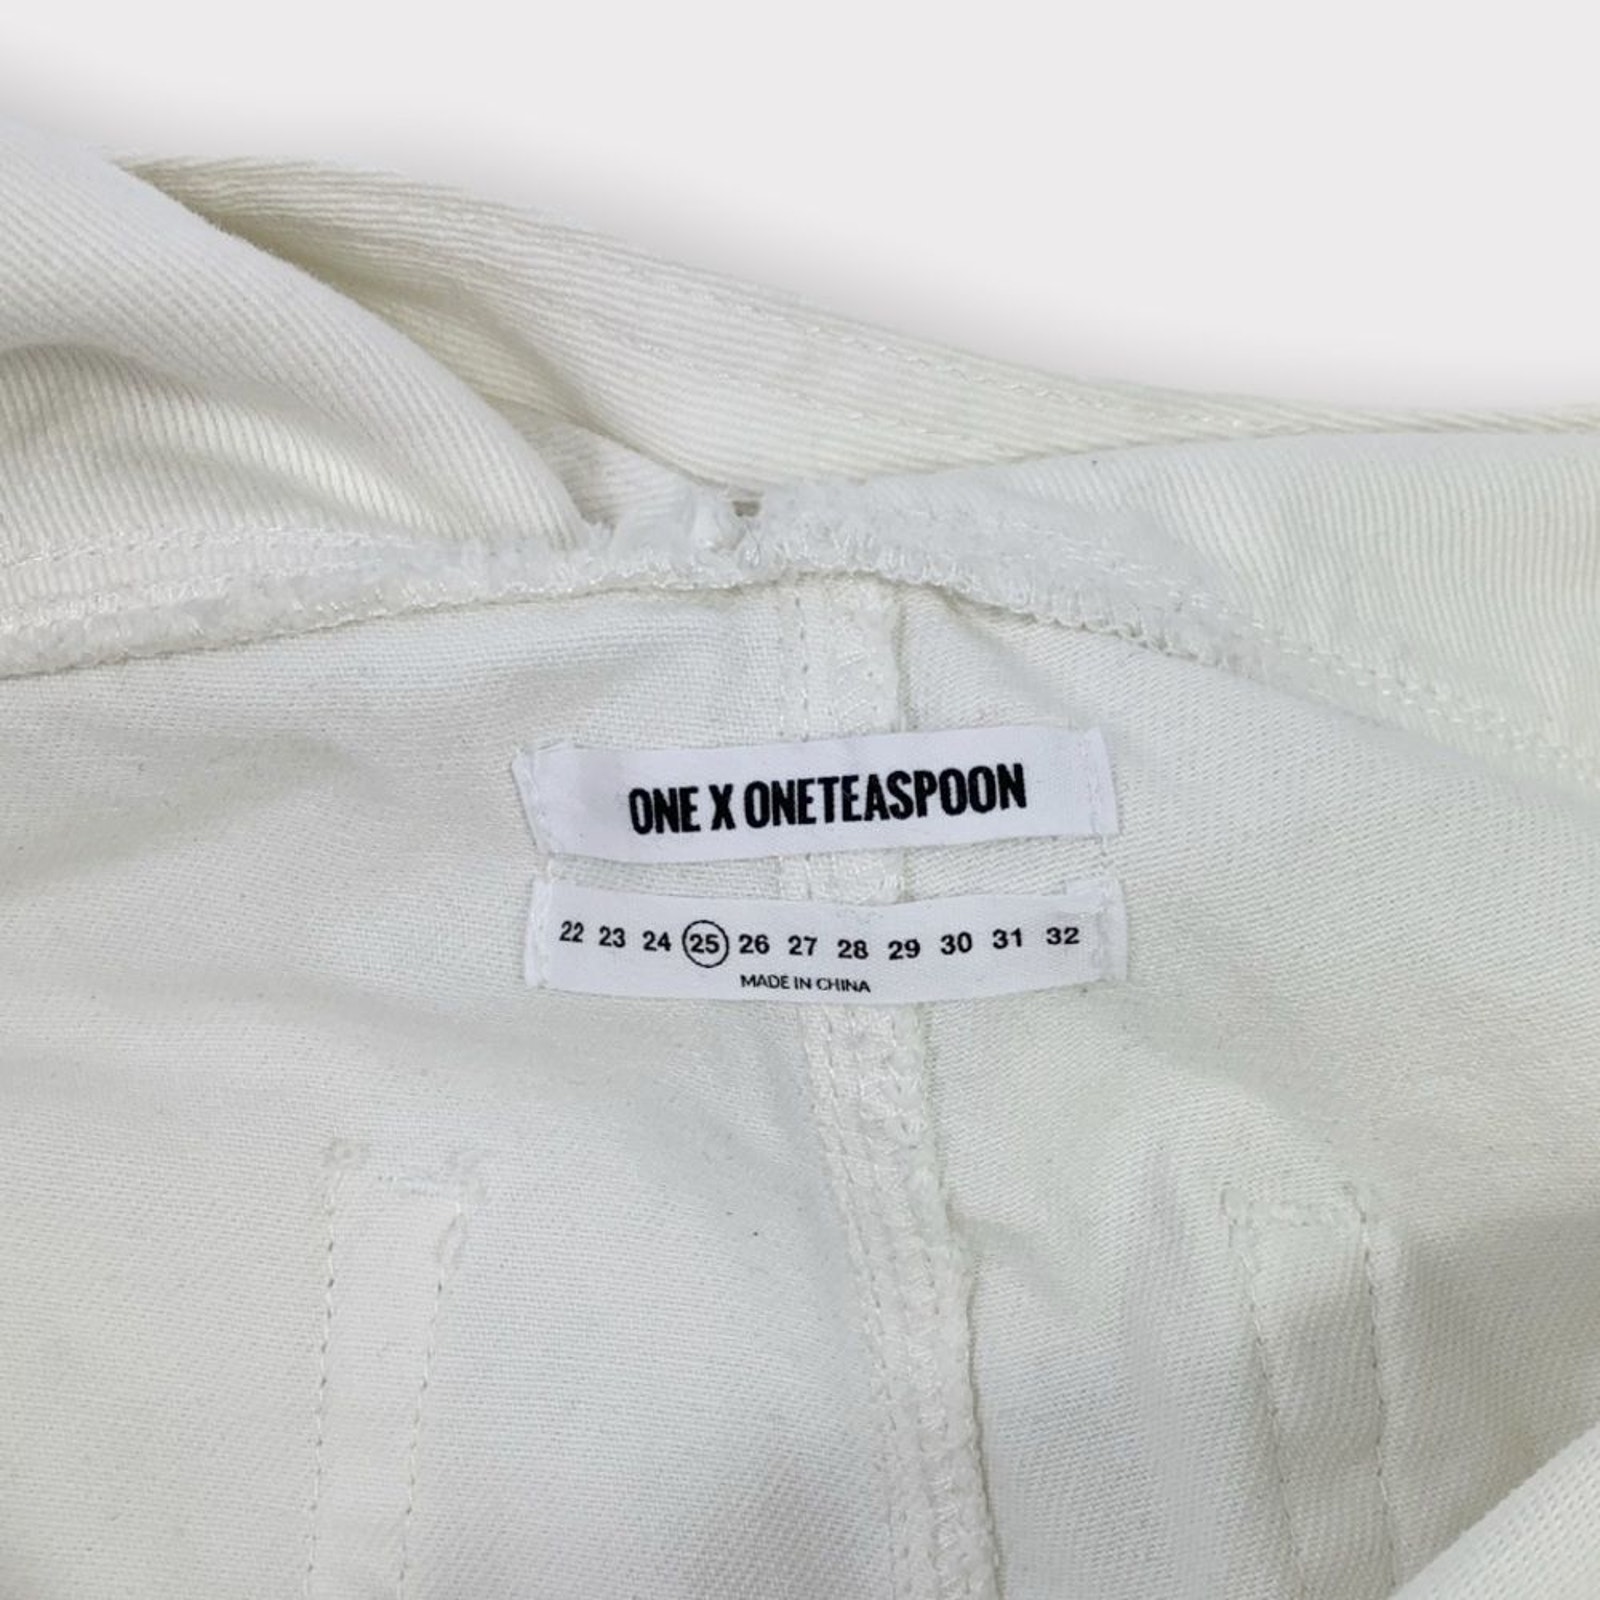 ONE X ONETEASPOON
22 23 24 25 26 27 28 29 30 31 32
MADE IN CHINA